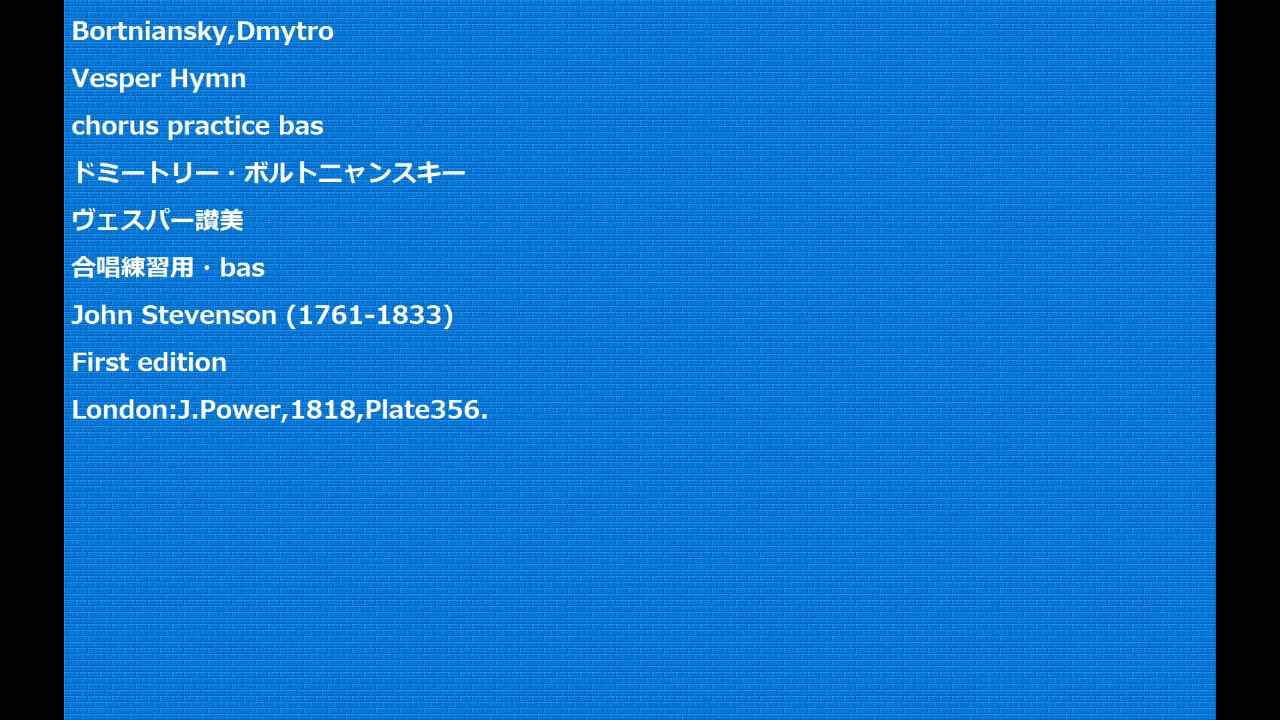 Bortniansky,Dmytro
Vesper Hymn
chorus practice bas
ドミートリー・ボルトニャンスキー
ヴェスパー讃美
合唱練習用・bas
John Stevenson (1761-1833)
First edition
London:J.Power,1818,Plate356.